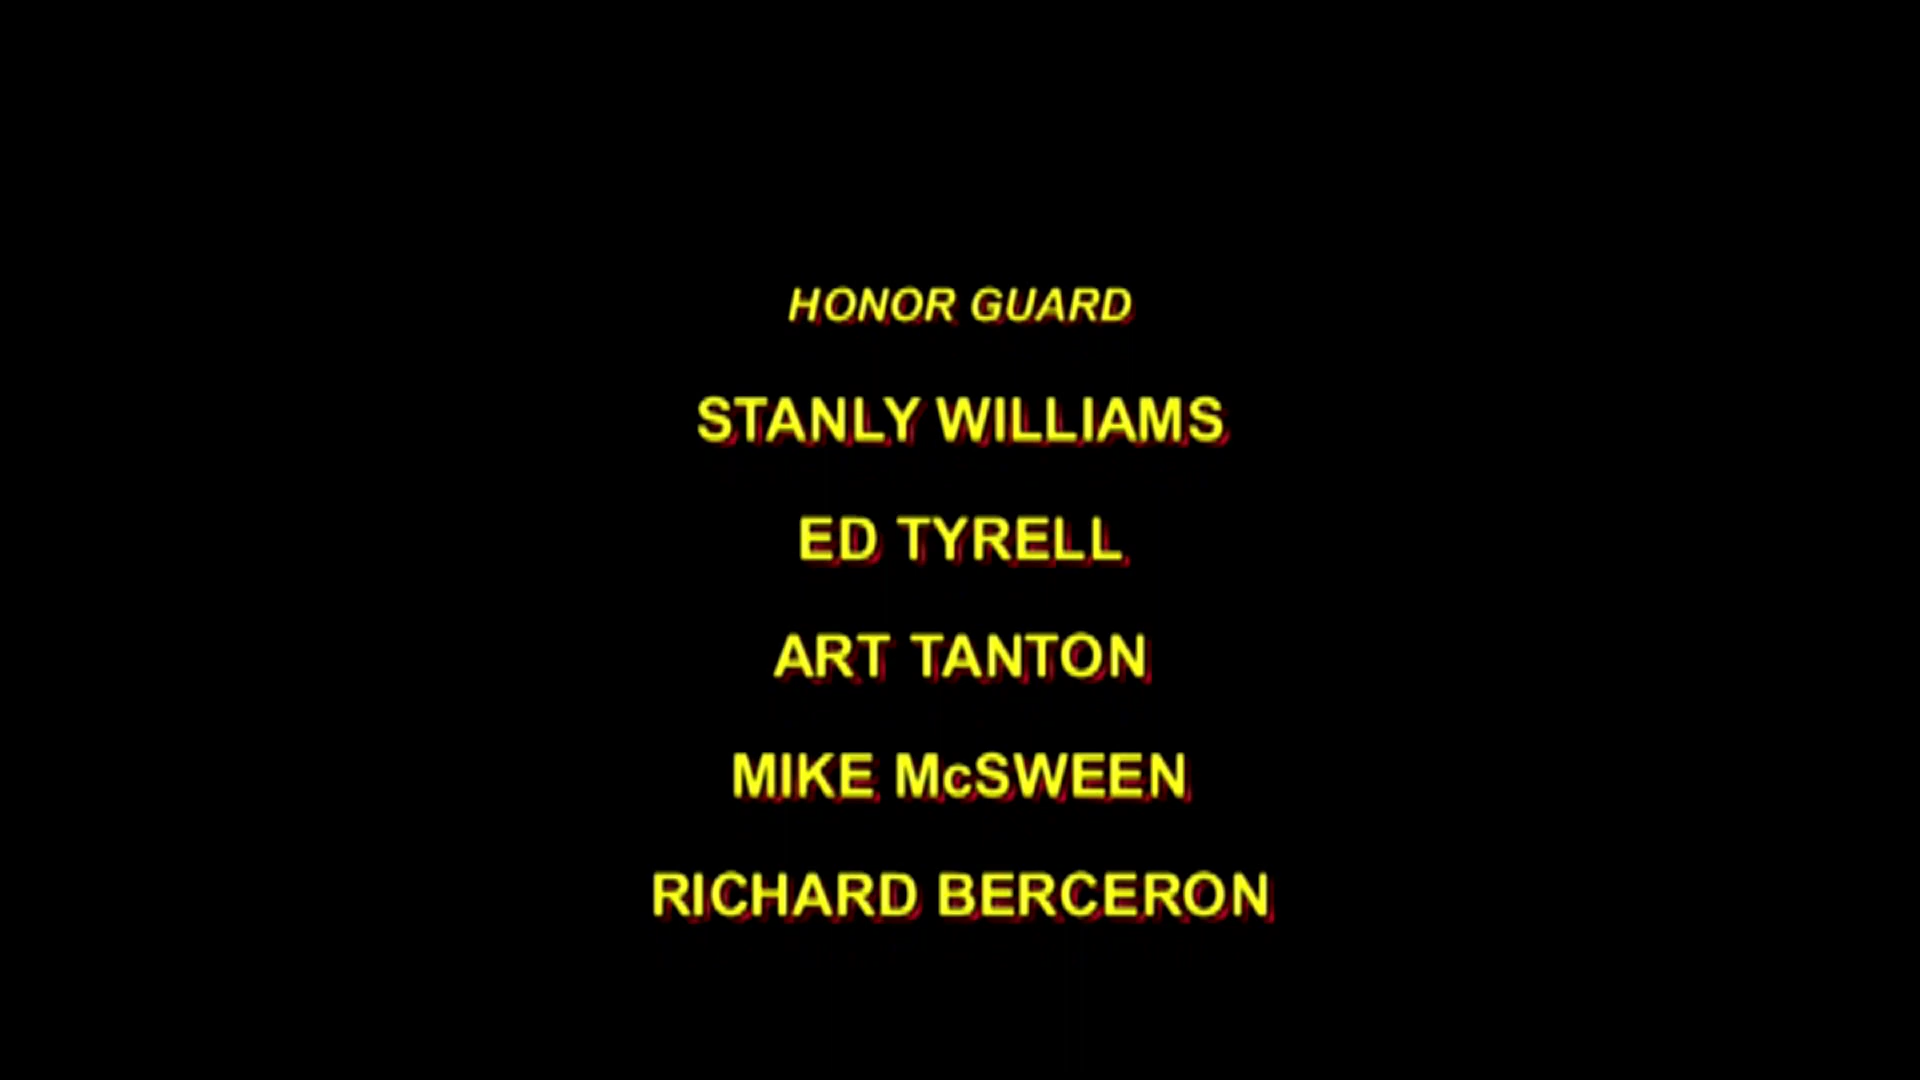 HONOR GUARD
STANLY WILLIAMS
ED TYRELL
ART TANTON
MIKE McSWEEN
RICHARD BERCERON